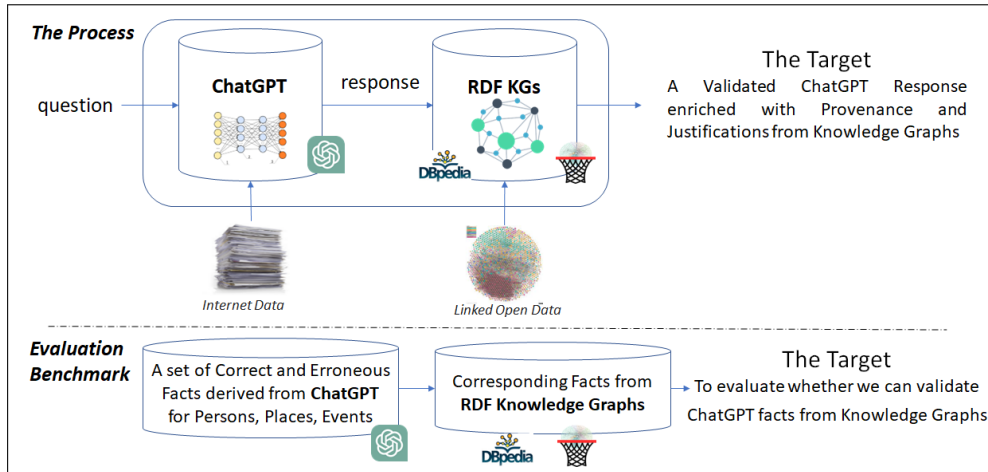 The Process
question
ChatGPT
response
RDF KGs
DBpedia
The Target
A Validated ChatGPT Response
enriched with Provenance and
Justifications from Knowledge Graphs
Internet Data
Linked Open Data
Evaluation
Benchmark
A set of Correct and Erroneous
Facts derived from ChatGPT
for Persons, Places, Events
Corresponding Facts from
RDF Knowledge Graphs
DBpedia
The Target
To evaluate whether we can validate
ChatGPT facts from Knowledge Graphs